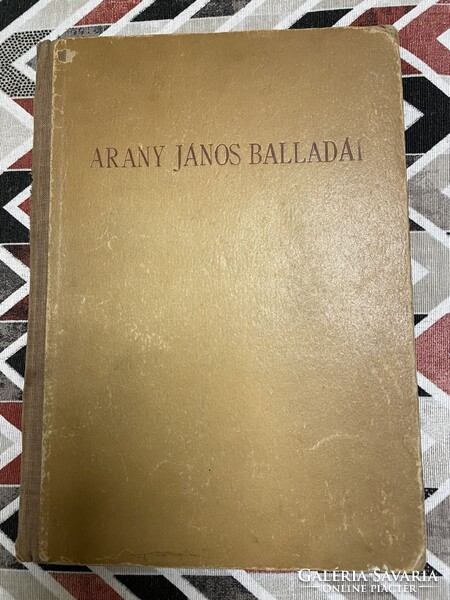 ARANY JÁNOS BALLADÁI
GALÉRIA SAVARIA
ONLINE PIACTÉR